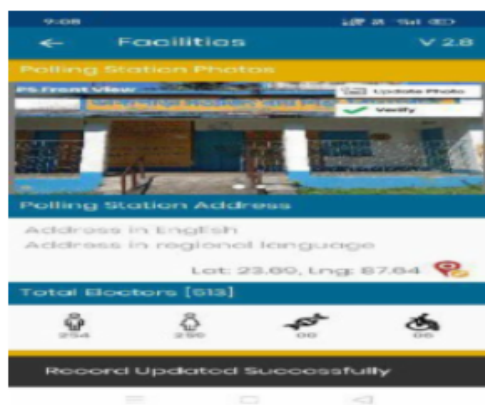 9:08
Facilities V 2.8
Polling Station Photos
PS Front View
Update Photo
Verify
Polling Station Address
Address in English
Address in regional language
Lat: 23.69, Lng: 87.64
Total Electors [513]
254 259 00 06
Record Updated Successfully